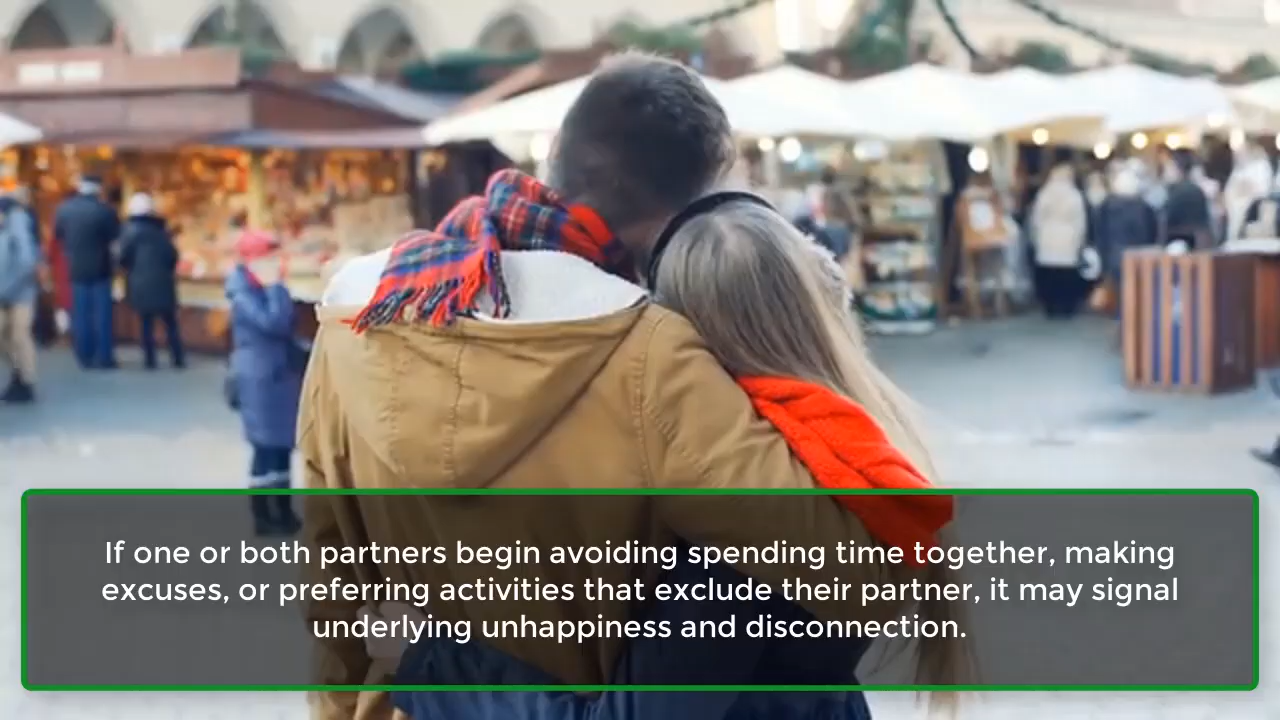 If one or both partners begin avoiding spending time together, making
excuses, or preferring activities that exclude their partner, it may signal
underlying unhappiness and disconnection.